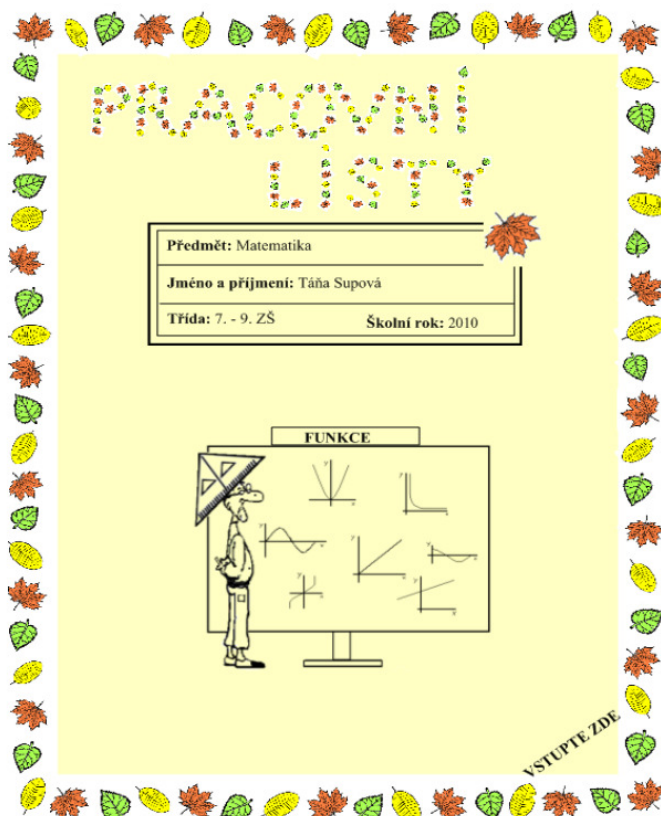 PRACOVNÍ
LISTY
Předmět: Matematika
Jméno a příjmení: Táňa Supová
Třída: 7. - 9. ZŠ Školní rok: 2010
FUNKCE
VSTUPTE ZDE